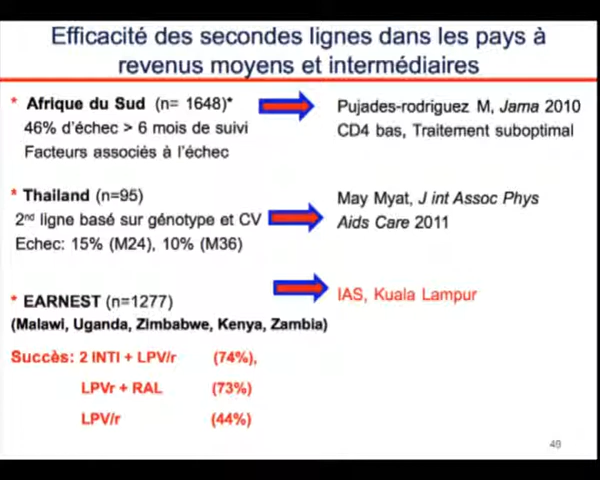 Efficacité des secondes lignes dans les pays à
revenus moyens et intermédiaires
* Afrique du Sud (n= 1648)*
46% d'échec > 6 mois de suivi
Facteurs associés à l'échec
Pujades-rodriguez M, Jama 2010
CD4 bas, Traitement suboptimal
* Thailand (n=95)
2nd ligne basé sur génotype et CV
Echec: 15% (M24), 10% (M36)
May Myat, J int Assoc Phys
Aids Care 2011
* EARNEST (n=1277)
(Malawi, Uganda, Zimbabwe, Kenya, Zambia)
IAS, Kuala Lampur
Succès: 2 INTI + LPV/r (74%),
LPVr + RAL (73%)
LPV/r (44%)